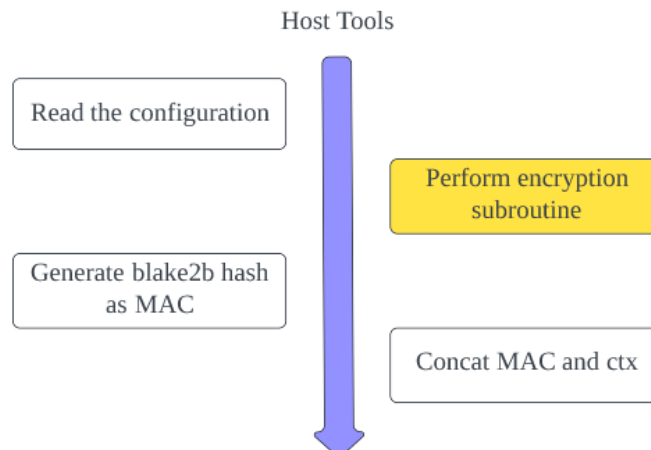 Host Tools
Read the configuration
Perform encryption
subroutine
Generate blake2b hash
as MAC
Concat MAC and ctx